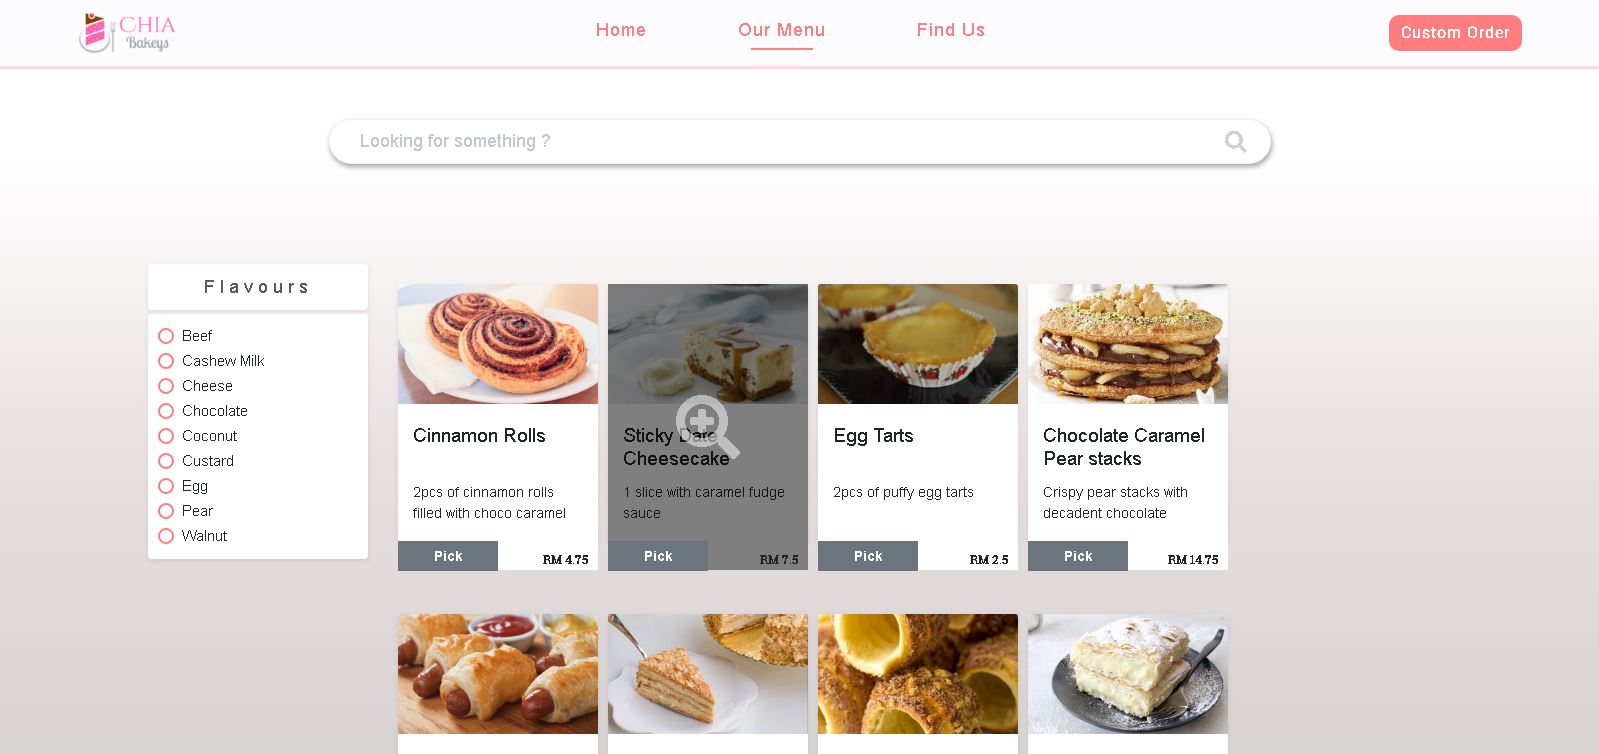 CHIA
Bakeys
Home
Our Menu
Find Us
Custom Order
Looking for something ?
Flavours
Beef
Cashew Milk
Cheese
Chocolate
Coconut
Custard
Egg
Pear
Walnut
Cinnamon Rolls
2pcs of cinnamon rolls
filled with choco caramel
Pick
RM 4.75
Sticky Date
Cheesecake
1 slice with caramel fudge
sauce
Pick
RM 7.5
Egg Tarts
2pcs of puffy egg tarts
Pick
RM 2.5
Chocolate Caramel
Pear stacks
Crispy pear stacks with
decadent chocolate
Pick
RM 14.75